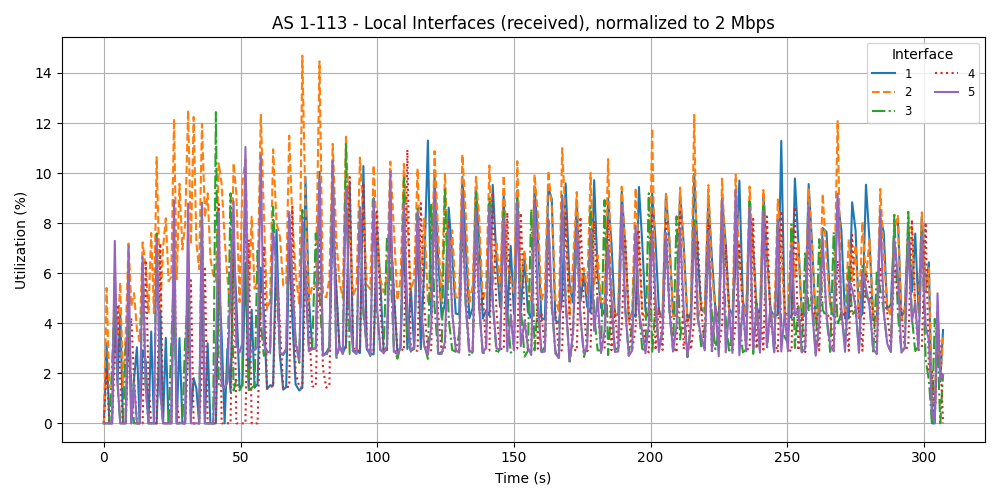 AS 1-113 - Local Interfaces (received), normalized to 2 Mbps
Utilization (%)
14
12
10
8
6
4
2
0
Interface
1 4
2 5
3
0 50 100 150 200 250 300
Time (s)